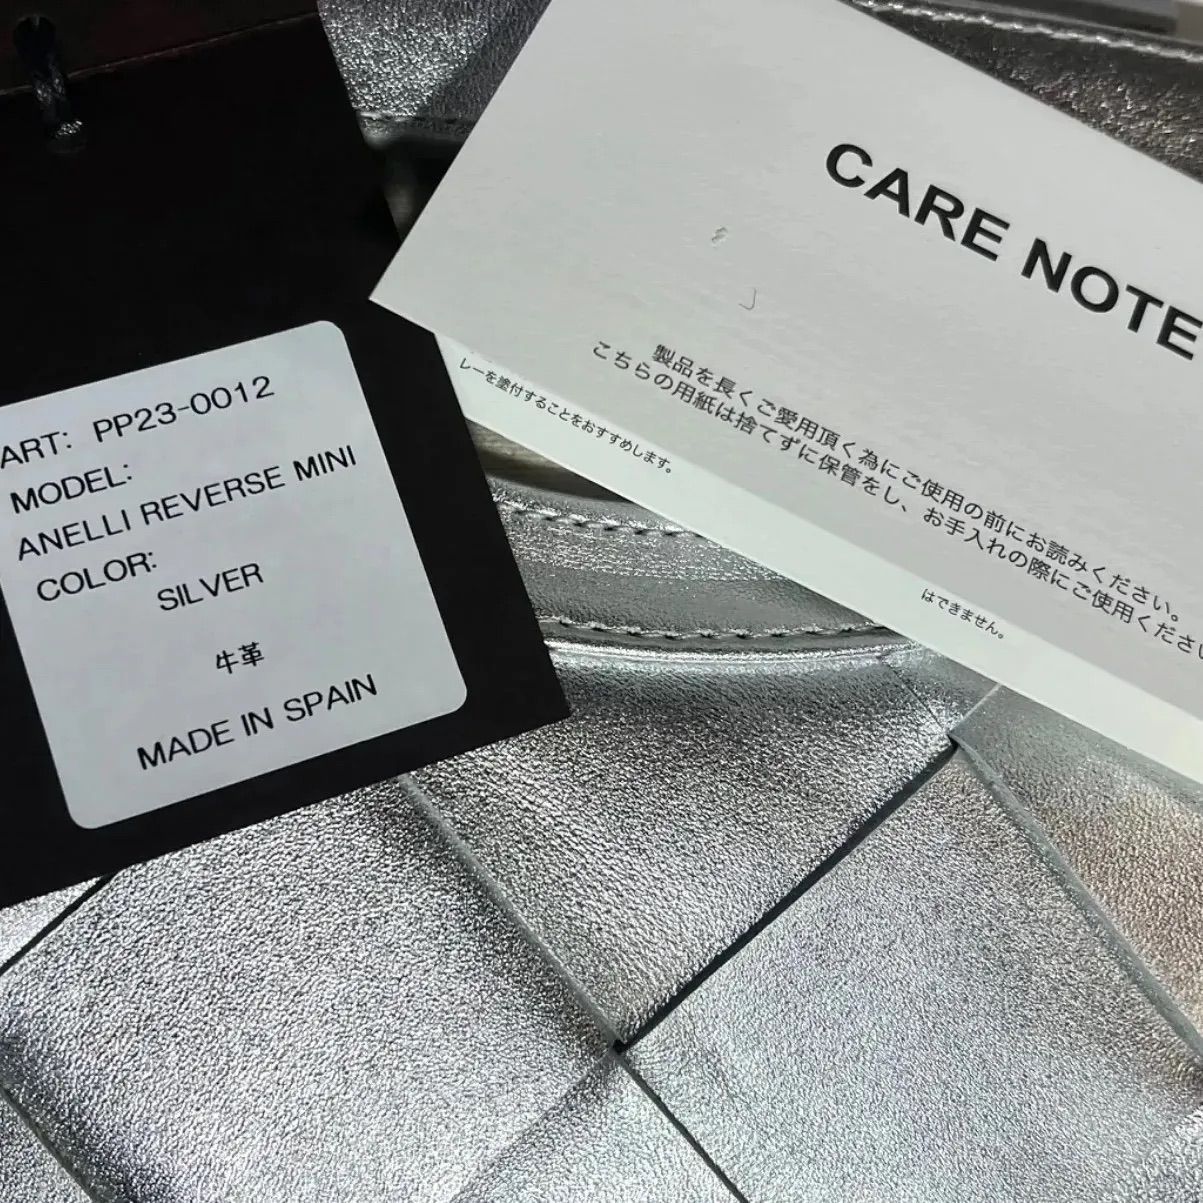 ART: PP23-0012
MODEL:
ANELLI REVERSE MINI
COLOR:
SILVER
牛革
MADE IN SPAIN
CARE NOTE
製品を長くご愛用頂く為にご使用の前にお読みください。
こちらの用紙は捨てずに保管をし、お手入れの際にご使用くださ
レーを塗付することをおすすめします。
はできません。